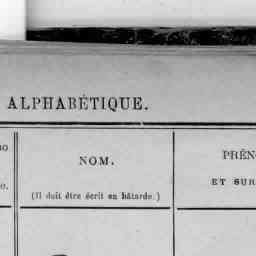 ALPHABÉTIQUE.
NOM.
(Il doit être écrit en bâtarde.)
PRÉN
ET SUR